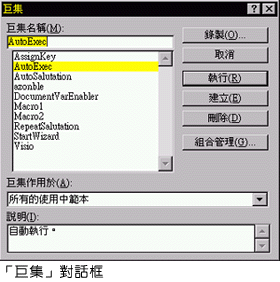 巨集
巨集名稱(M):
AutoExec
AssignKey
AutoExec
AutoSalutation
azonble
DocumentVarEnabler
Macro1
Macro2
RepeatSalutation
StartWizard
Visio
錄製(O)...
取消
執行(R)
建立(E)
刪除(D)
組合管理(G)...
巨集作用於(A):
所有的使用中範本
說明(I):
自動執行。
「巨集」對話框